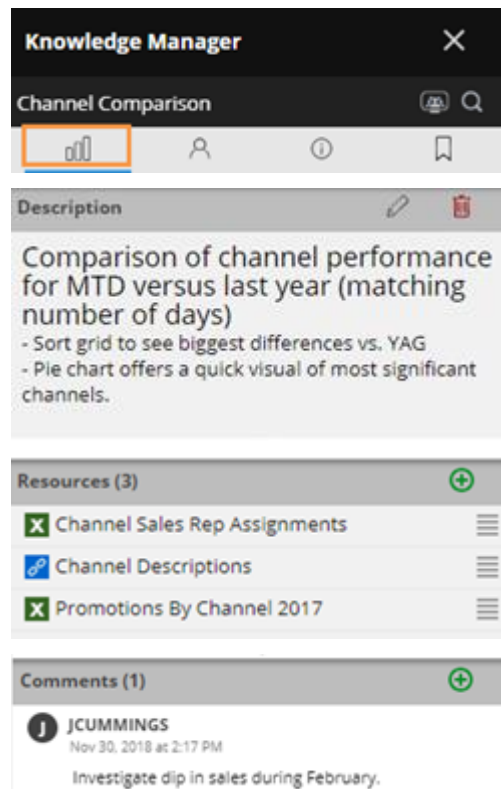 Knowledge Manager
Channel Comparison
Description
Comparison of channel performance
for MTD versus last year (matching
number of days)
- Sort grid to see biggest differences vs. YAG
- Pie chart offers a quick visual of most significant
channels.
Resources (3)
Channel Sales Rep Assignments
Channel Descriptions
Promotions By Channel 2017
Comments (1)
J JCUMMINGS
Nov 30, 2018 at 2:17 PM
Investigate dip in sales during February.